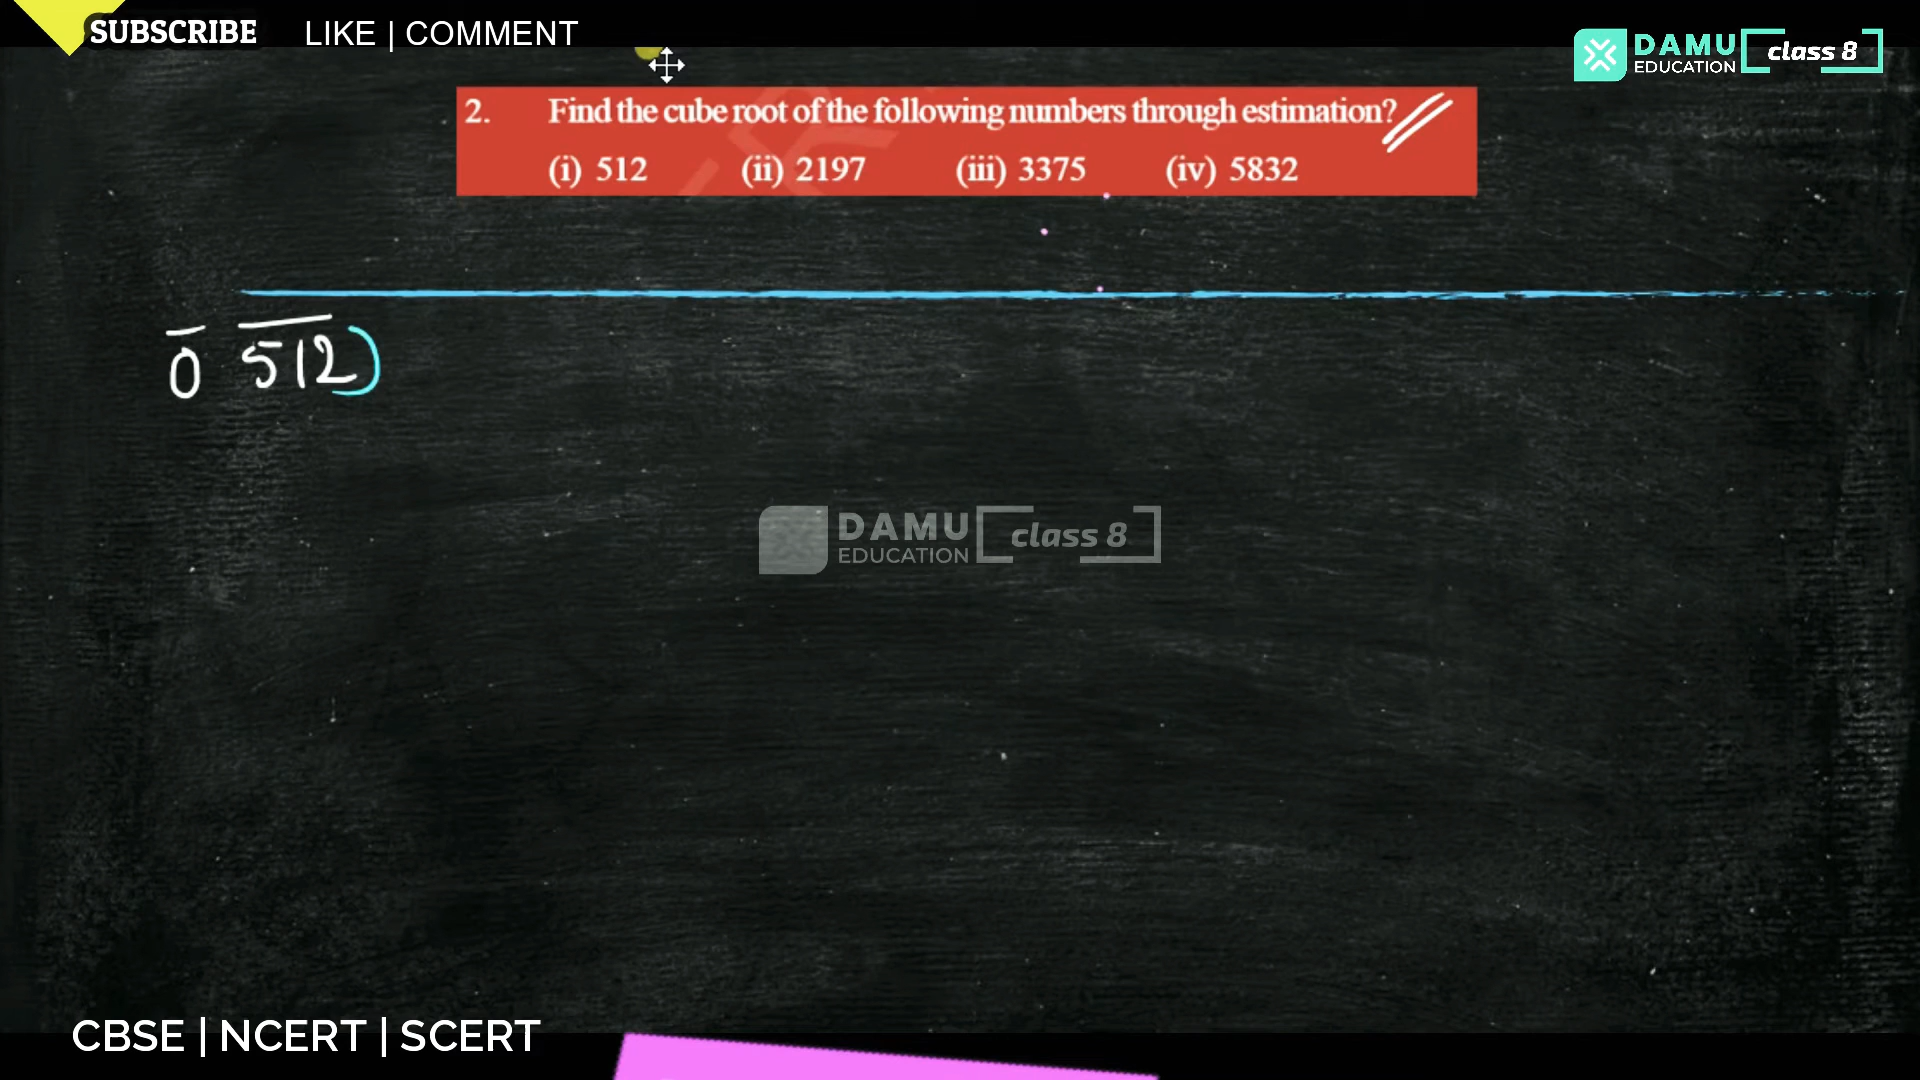 SUBSCRIBE LIKE | COMMENT
DAMU EDUCATION class 8
2. Find the cube root of the following numbers through estimation?
(i) 512 (ii) 2197 (iii) 3375 (iv) 5832
0 512)
DAMU EDUCATION class 8
CBSE | NCERT | SCERT